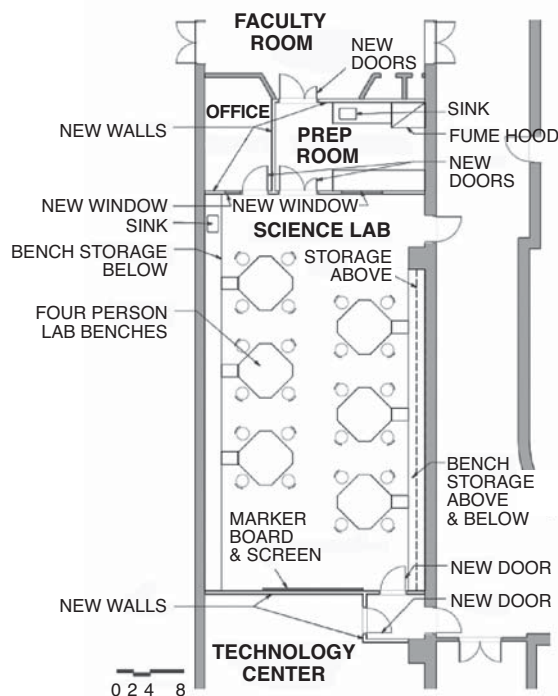 FACULTY
ROOM
NEW
DOORS
OFFICE
SINK
NEW WALLS
PREP
ROOM
FUME HOOD
NEW
DOORS
NEW WINDOW
NEW WINDOW
SINK
SCIENCE LAB
BENCH STORAGE
BELOW
STORAGE
ABOVE
FOUR PERSON
LAB BENCHES
BENCH
STORAGE
ABOVE
& BELOW
MARKER
BOARD
& SCREEN
NEW DOOR
NEW WALLS
NEW DOOR
TECHNOLOGY
CENTER
0 2 4 8